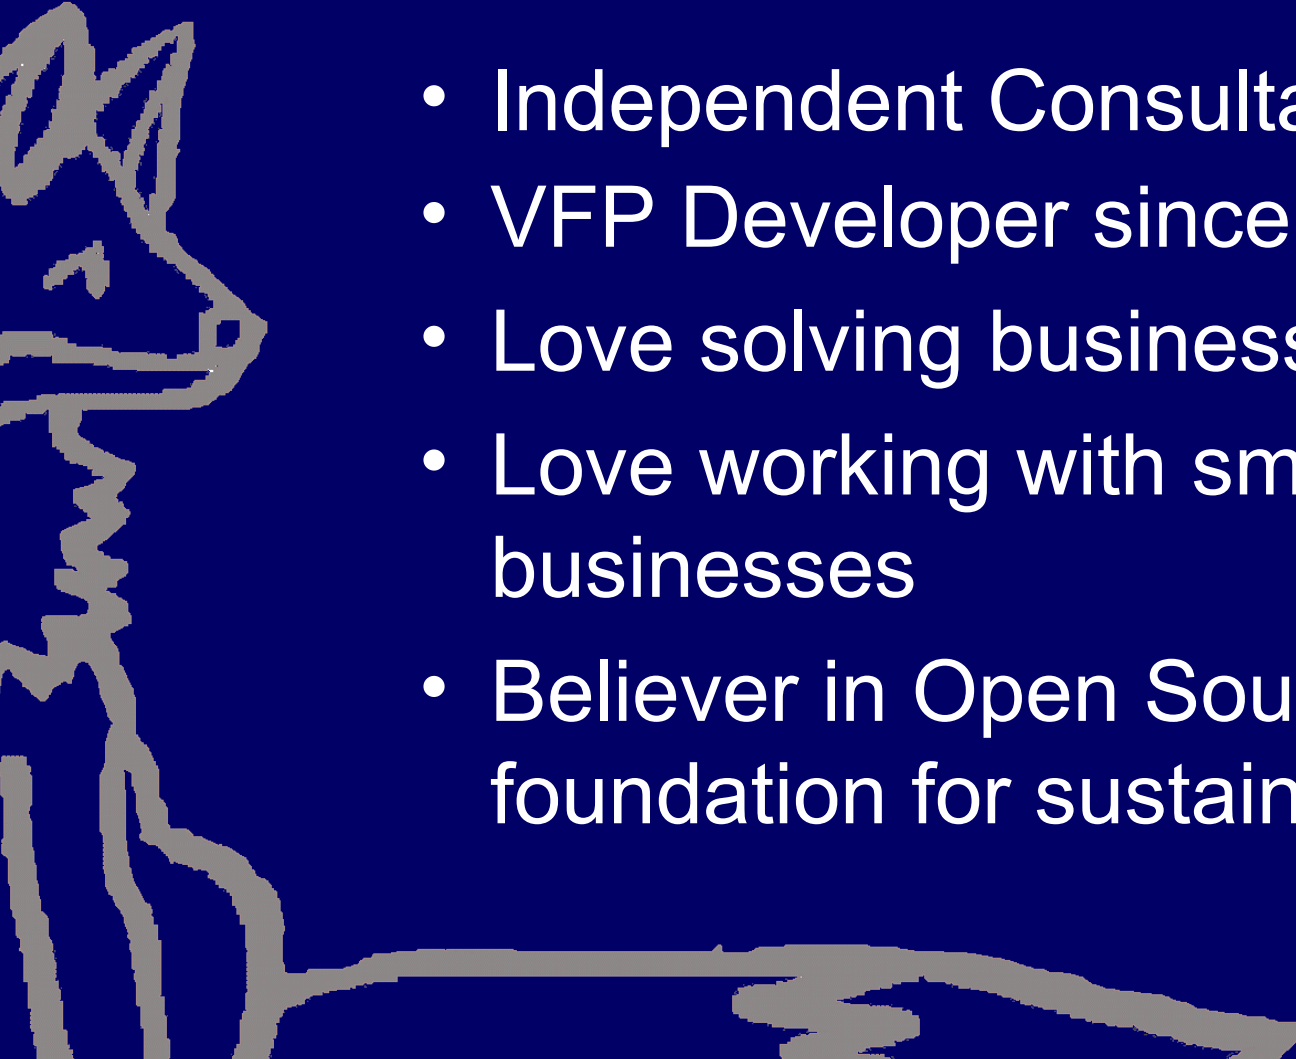 • Independent Consulta
• VFP Developer since
• Love solving business
• Love working with sm
businesses
• Believer in Open Sou
foundation for sustain